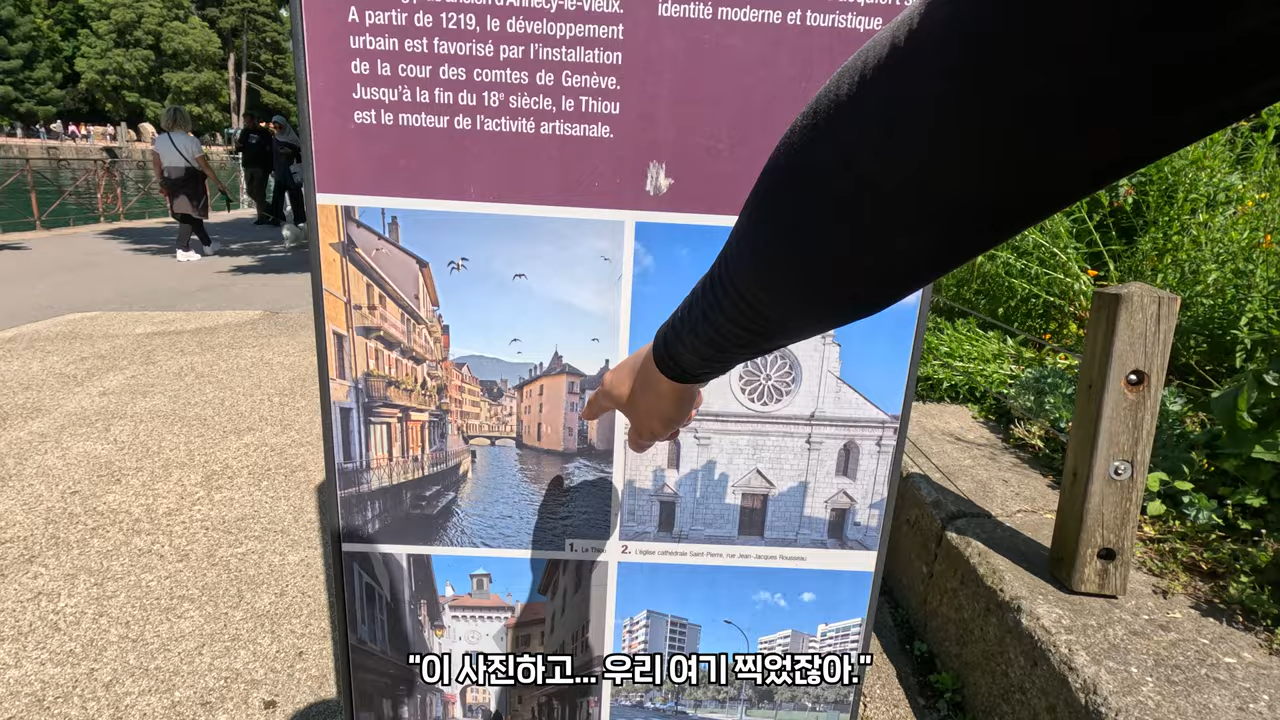 d'Annecy-le-Vieux.
A partir de 1219, le développement
urbain est favorisé par l'installation
de la cour des comtes de Genève.
Jusqu'à la fin du 18e siècle, le Thiou
est le moteur de l'activité artisanale.
identité moderne et touristique.
1. Le Thiou
2. L'église cathédrale Saint-Pierre, rue Jean-Jacques Rousseau
"이 사진하고... 우리 여기 찍었잖아."